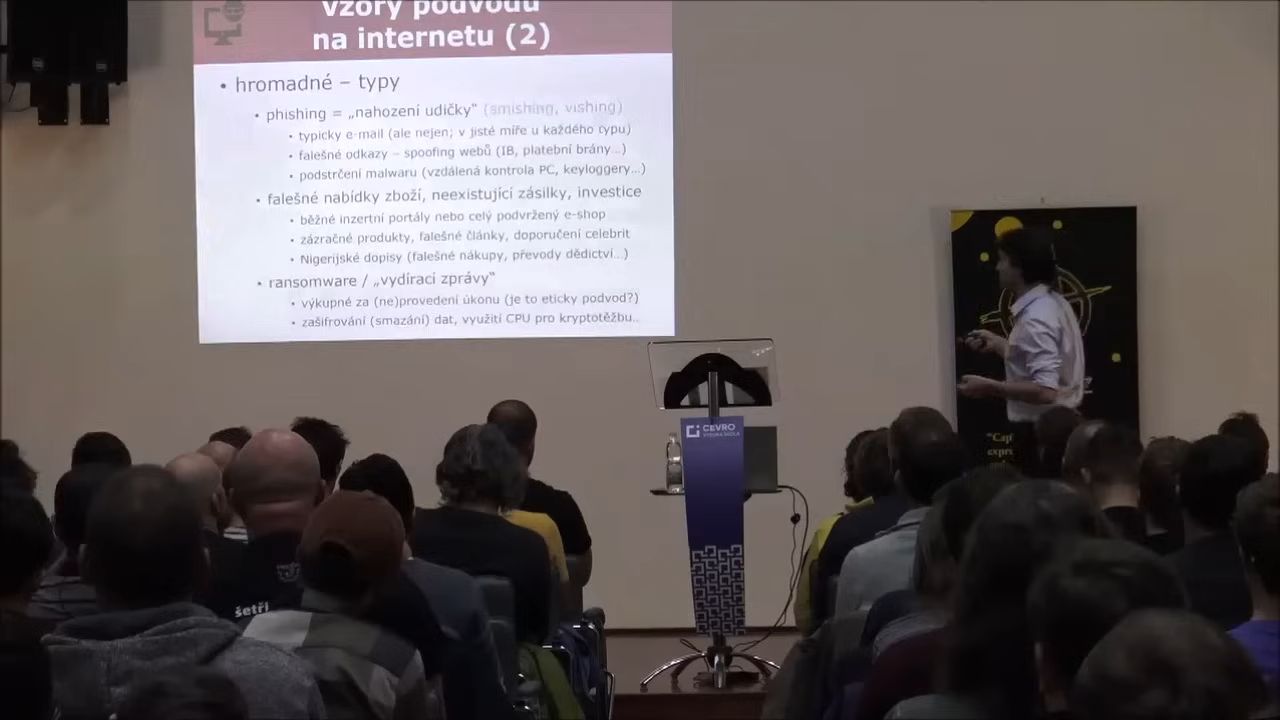 vzory podvodů
na internetu (2)
• hromadné – typy
• phishing = „nahození udičky“ (smishing, vishing)
• typicky e-mail (ale nejen; v jisté míře u každého typu)
• falešné odkazy – spoofing webů (IB, platební brány…)
• podstrčení malwaru (vzdálená kontrola PC, keyloggery…)
• falešné nabídky zboží, neexistující zásilky, investice
• běžné inzertní portály nebo celý podvržený e-shop
• zázračné produkty, falešné články, doporučení celebrit
• Nigerijské dopisy (falešné nákupy, převody dědictví…)
• ransomware / „vydírací zprávy“
• výkupné za (ne)provedení úkonu (je to eticky podvod?)
• zašifrování (smazání) dat, využití CPU pro kryptotěžbu..
CEVRO
VYSOKÁ ŠKOLA
šetři